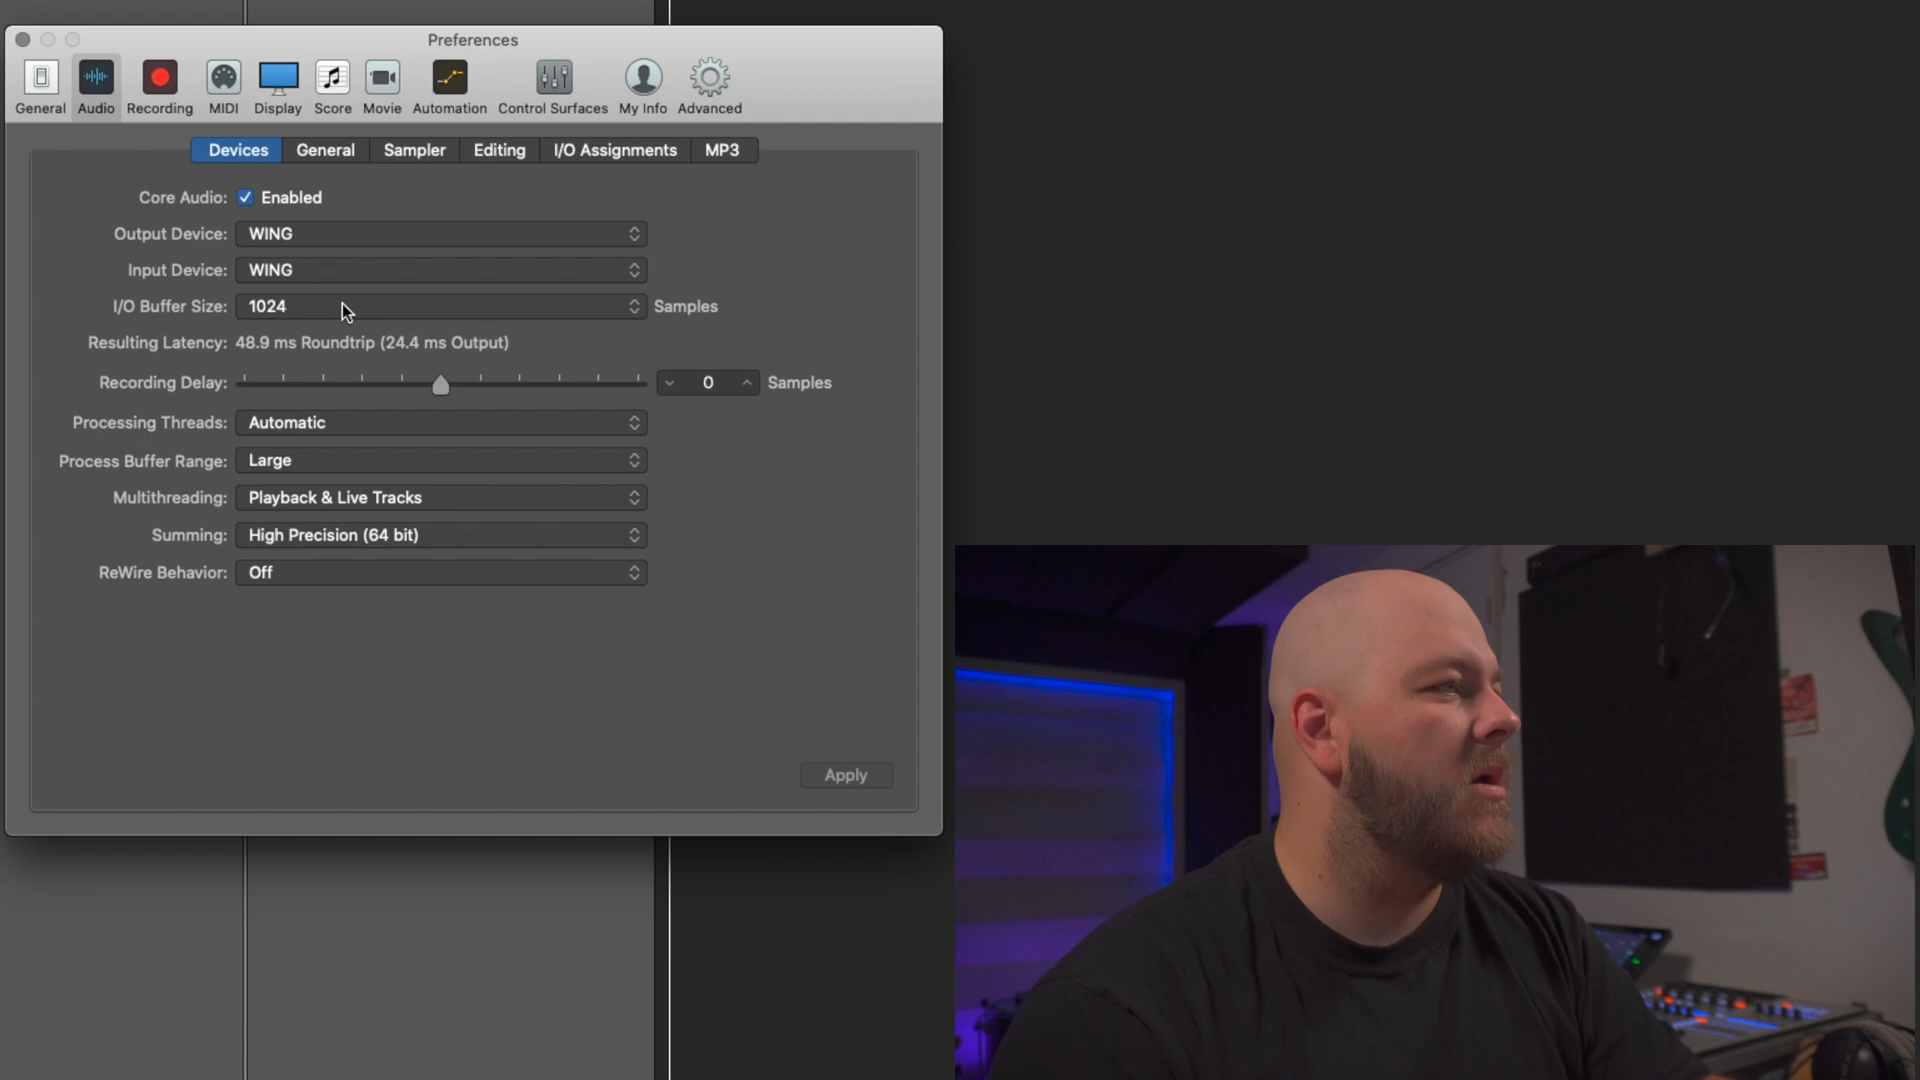 Preferences
General Audio Recording MIDI Display Score Movie Automation Control Surfaces My Info Advanced
Devices General Sampler Editing I/O Assignments MP3
Core Audio: Enabled
Output Device: WING
Input Device: WING
I/O Buffer Size: 1024 Samples
Resulting Latency: 48.9 ms Roundtrip (24.4 ms Output)
Recording Delay: 0 Samples
Processing Threads: Automatic
Process Buffer Range: Large
Multithreading: Playback & Live Tracks
Summing: High Precision (64 bit)
ReWire Behavior: Off
Apply